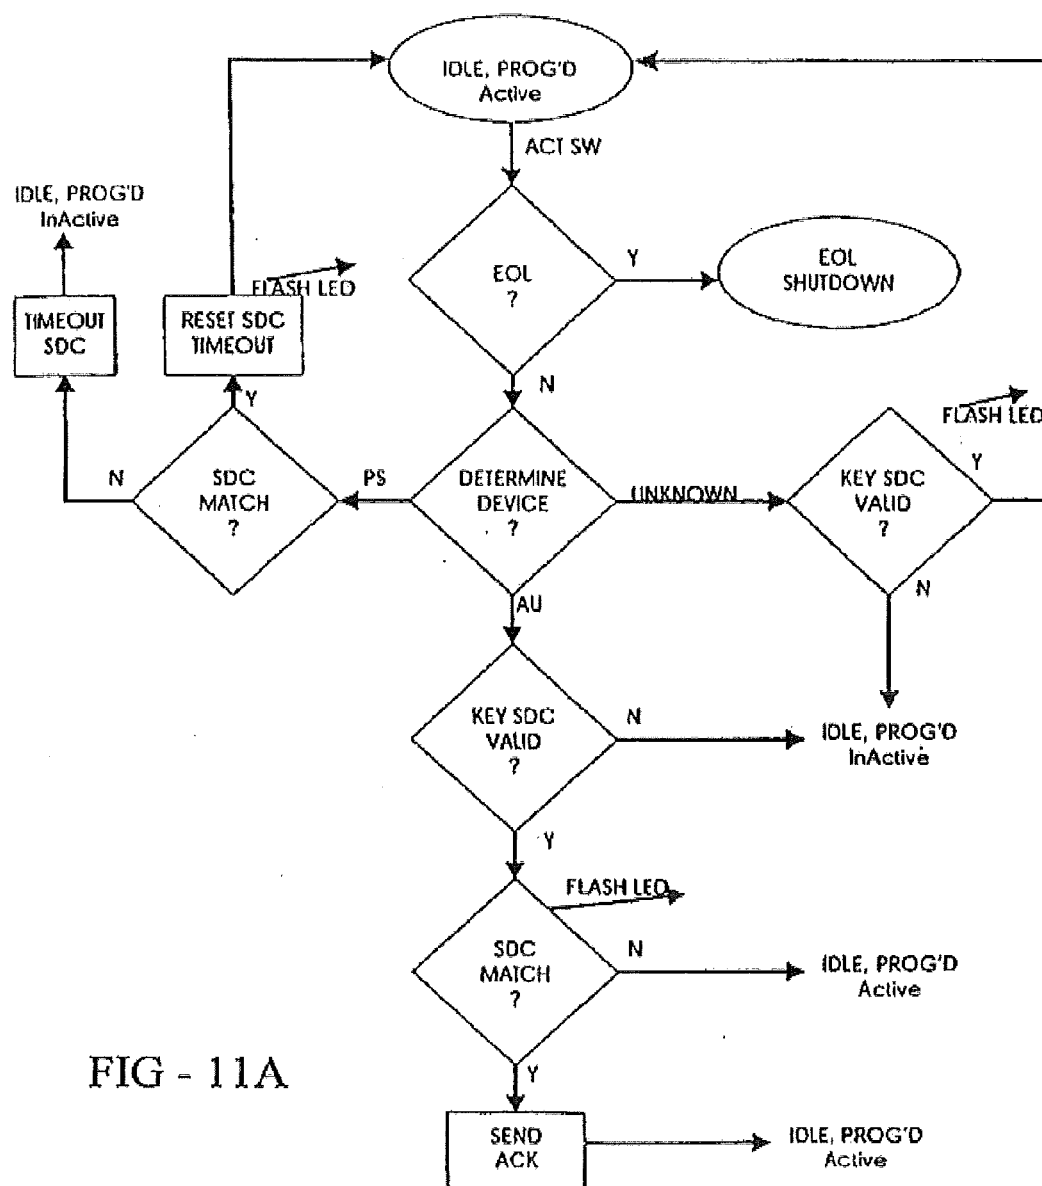 IDLE, PROG'D
Active
ACT SW
IDLE, PROG'D
InActive
EOL
?
Y
EOL
SHUTDOWN
FLASH LED
TIMEOUT
SDC
RESET SDC
TIMEOUT
N
Y
FLASH LED
N
SDC
MATCH
?
PS
DETERMINE
DEVICE
?
UNKNOWN
KEY SDC
VALID
?
Y
N
AU
KEY SDC
VALID
?
N
IDLE, PROG'D
InActive
Y
FLASH LED
SDC
MATCH
?
N
IDLE, PROG'D
Active
Y
FIG - 11A
SEND
ACK
IDLE, PROG'D
Active